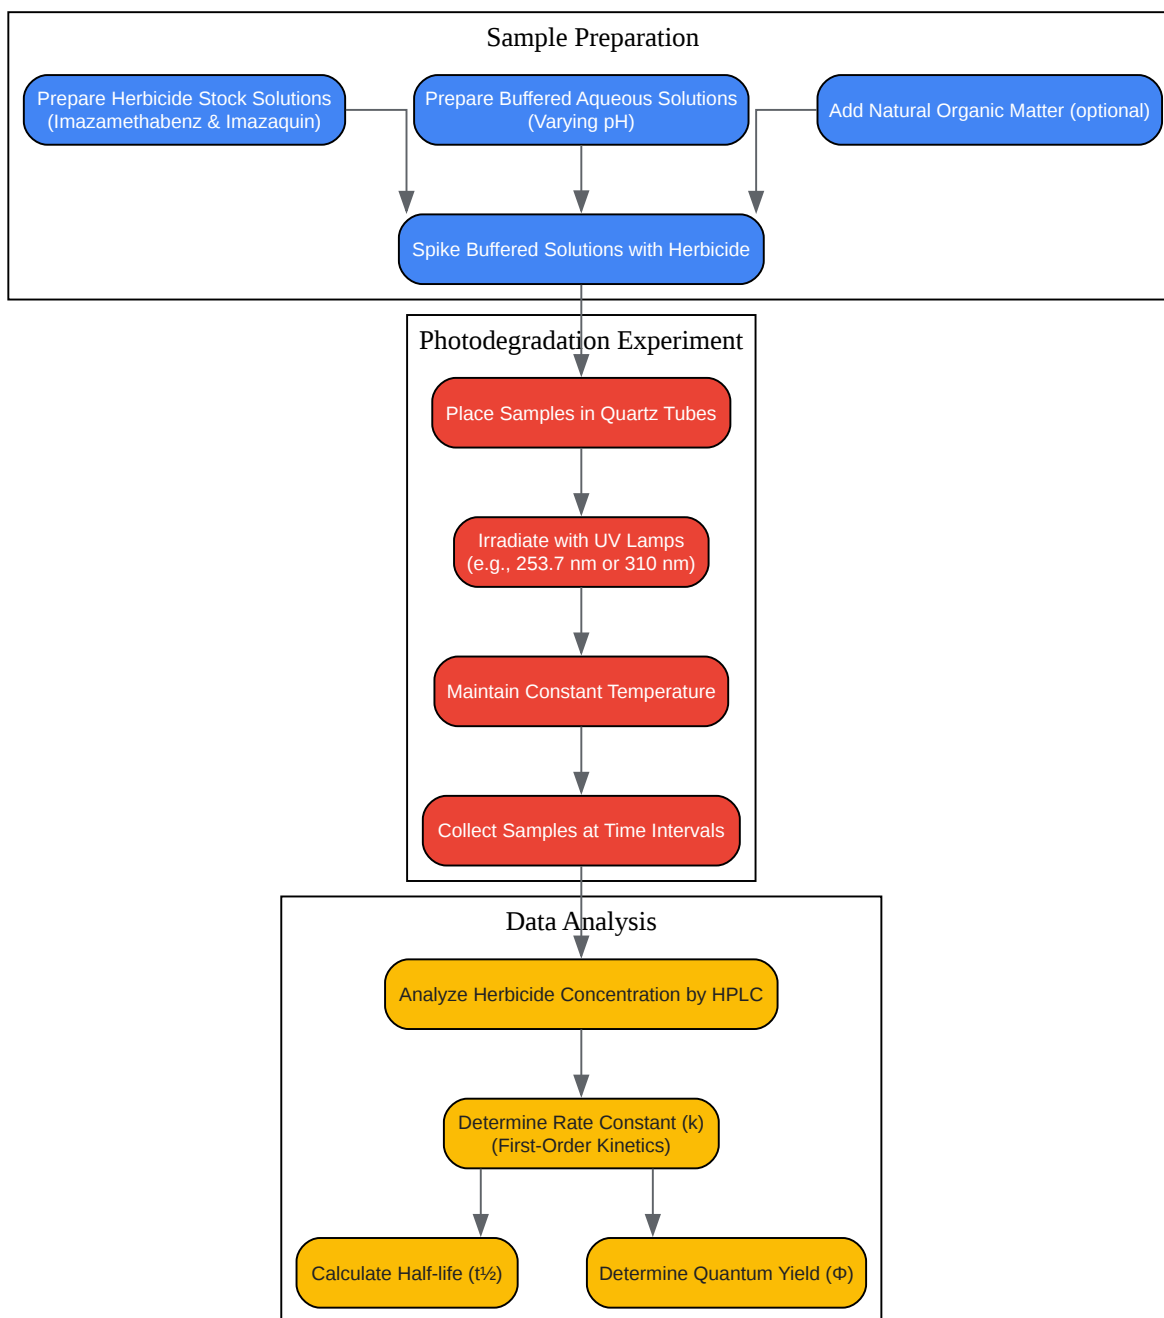 Sample Preparation
Prepare Herbicide Stock Solutions
(Imazamethabenz & Imazaquin)
Prepare Buffered Aqueous Solutions
(Varying pH)
Add Natural Organic Matter (optional)
Spike Buffered Solutions with Herbicide
Photodegradation Experiment
Place Samples in Quartz Tubes
Irradiate with UV Lamps
(e.g., 253.7 nm or 310 nm)
Maintain Constant Temperature
Collect Samples at Time Intervals
Data Analysis
Analyze Herbicide Concentration by HPLC
Determine Rate Constant (k)
(First-Order Kinetics)
Calculate Half-life (t½)
Determine Quantum Yield (Φ)